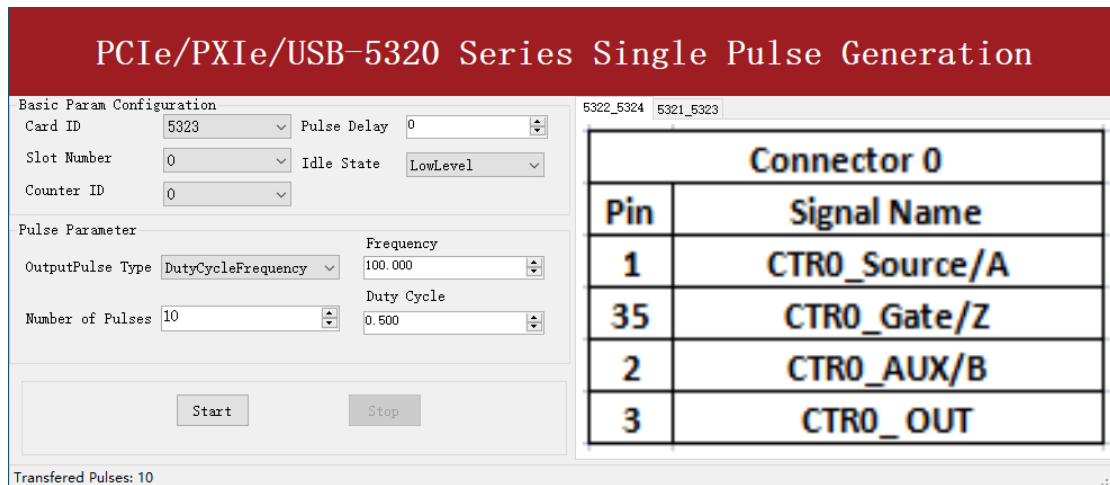 PCIe/PXIe/USB-5320 Series Single Pulse Generation
Basic Param Configuration
Card ID 5323 Pulse Delay 0
Slot Number 0 Idle State LowLevel
Counter ID 0
Pulse Parameter
Frequency
OutputPulse Type DutyCycleFrequency 100.000
Duty Cycle
Number of Pulses 10 0.500
Start Stop
5322_5324 5321_5323
Connector 0
Pin Signal Name
1 CTR0_Source/A
35 CTR0_Gate/Z
2 CTR0_AUX/B
3 CTR0_ OUT
Transfered Pulses: 10